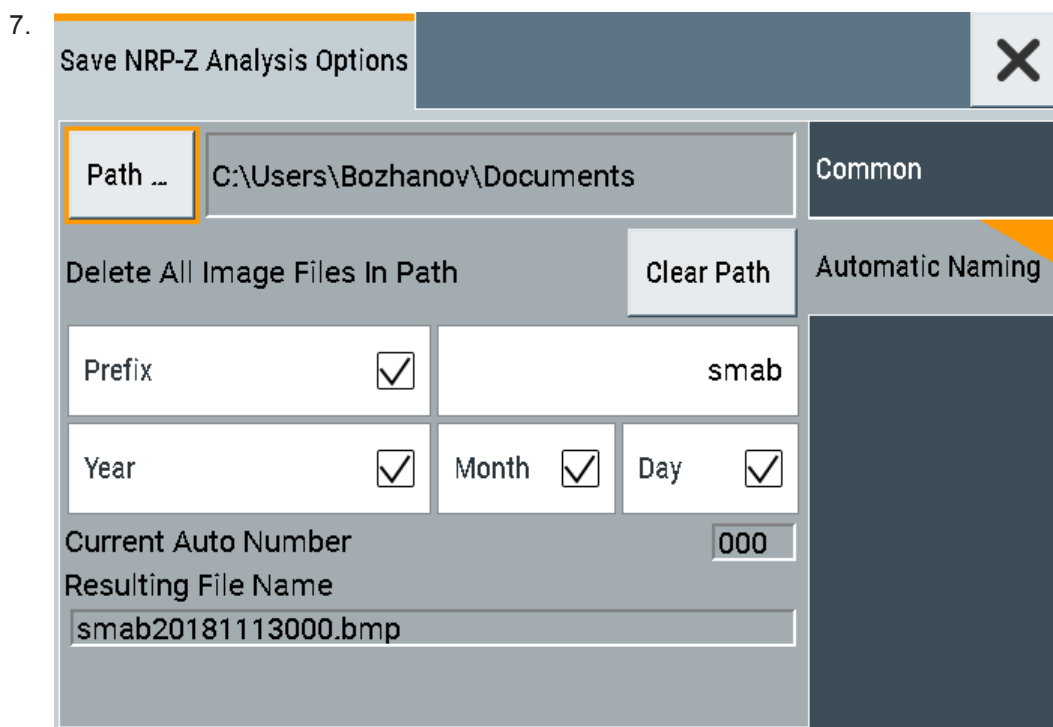 7.
Save NRP-Z Analysis Options
Path ... C:\Users\Bozhanov\Documents
Common
Delete All Image Files In Path Clear Path
Automatic Naming
Prefix smab
Year Month Day
Current Auto Number 000
Resulting File Name
smab20181113000.bmp